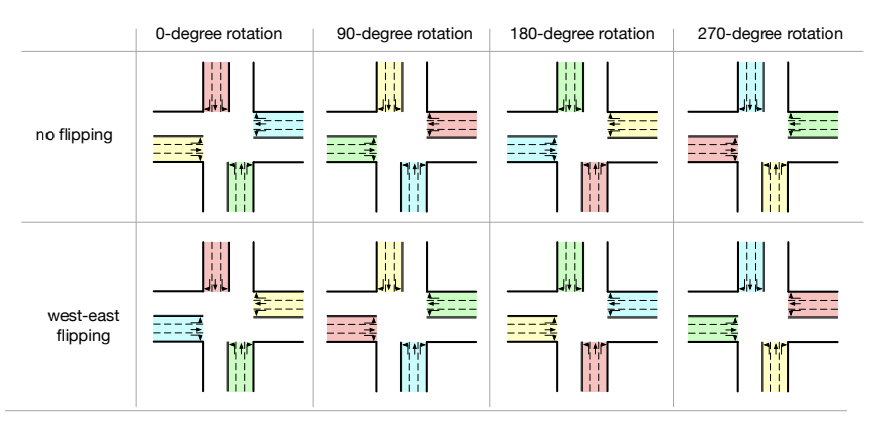 0-degree rotation 90-degree rotation 180-degree rotation 270-degree rotation
no flipping
west-east
flipping